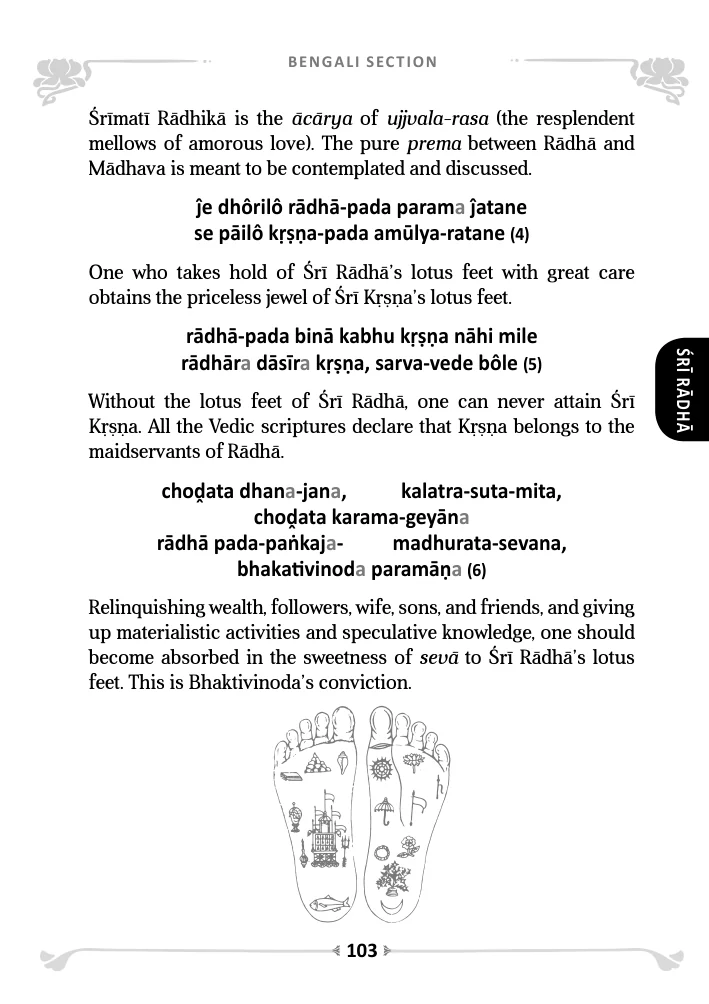 BENGALI SECTION
Śrīmatī Rādhikā is the ācārya of ujjvala-rasa (the resplendent
mellows of amorous love). The pure prema between Rādhā and
Mādhava is meant to be contemplated and discussed.
ĵe dhôrilô rādhā-pada parama ĵatane
se pāilô kṛṣṇa-pada amūlya-ratane (4)
One who takes hold of Śrī Rādhā’s lotus feet with great care
obtains the priceless jewel of Śrī Kṛṣṇa’s lotus feet.
rādhā-pada binā kabhu kṛṣṇa nāhi mile
rādhāra dāsīra kṛṣṇa, sarva-vede bôle (5)
ŚRĪ RĀDHĀ
Without the lotus feet of Śrī Rādhā, one can never attain Śrī
Kṛṣṇa. All the Vedic scriptures declare that Kṛṣṇa belongs to the
maidservants of Rādhā.
choḓata dhana-jana, kalatra-suta-mita,
choḓata karama-geyāna
rādhā pada-paṅkaja- madhurata-sevana,
bhakativinoda paramāṇa (6)
Relinquishing wealth, followers, wife, sons, and friends, and giving
up materialistic activities and speculative knowledge, one should
become absorbed in the sweetness of sevā to Śrī Rādhā’s lotus
feet. This is Bhaktivinoda’s conviction.
103